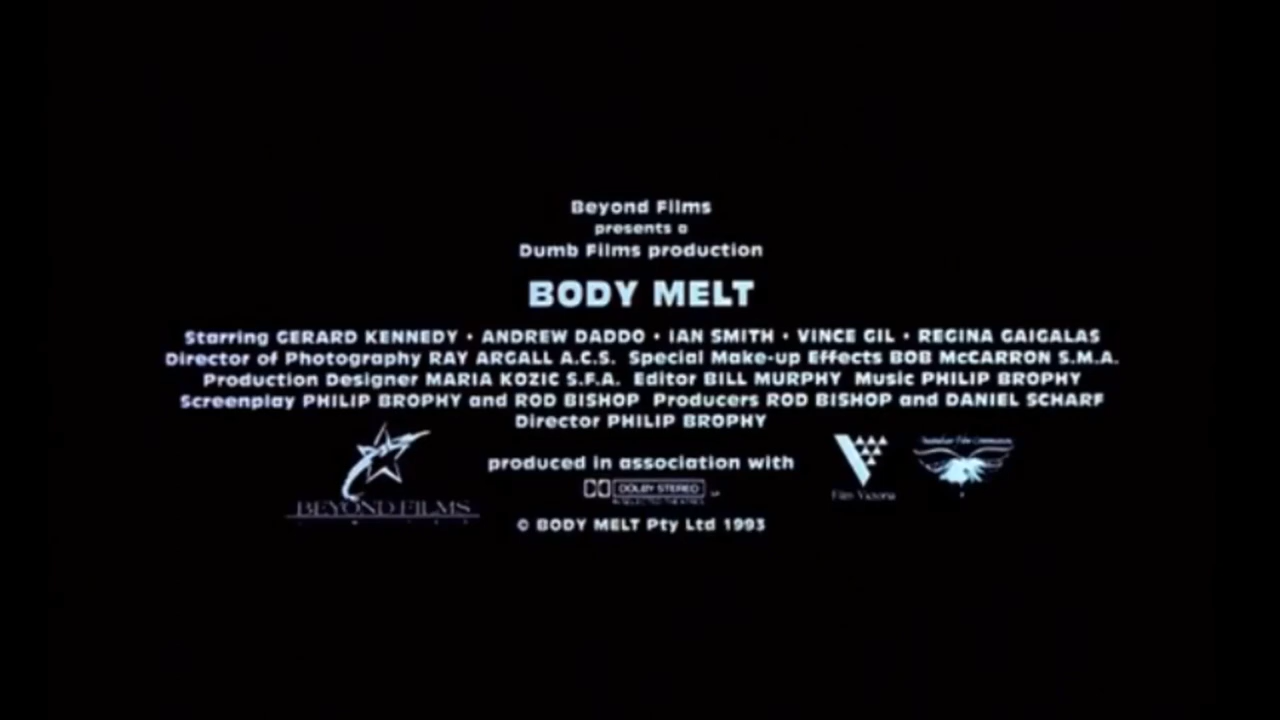 Beyond Films
presents a
Dumb Films production
BODY MELT
Starring GERARD KENNEDY • ANDREW DADDO • IAN SMITH • VINCE GIL • REGINA GAIGALAS
Director of Photography RAY ARGALL A.C.S. Special Make-up Effects BOB McCARRON S.M.A.
Production Designer MARIA KOZIC S.F.A. Editor BILL MURPHY Music PHILIP BROPHY
Screenplay PHILIP BROPHY and ROD BISHOP Producers ROD BISHOP and DANIEL SCHARF
Director PHILIP BROPHY
produced in association with
BEYOND FILMS
DOLBY STEREO
Film Victoria
Australian Film Commission
© BODY MELT Pty Ltd 1993